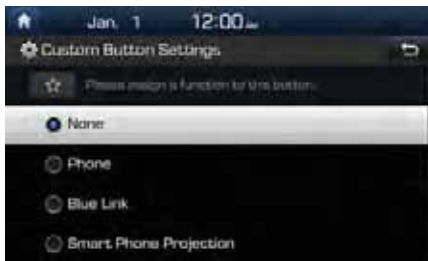 Jan. 1 12:00 AM
Custom Button Settings
Please assign a function to this button.
None
Phone
Blue Link
Smart Phone Projection